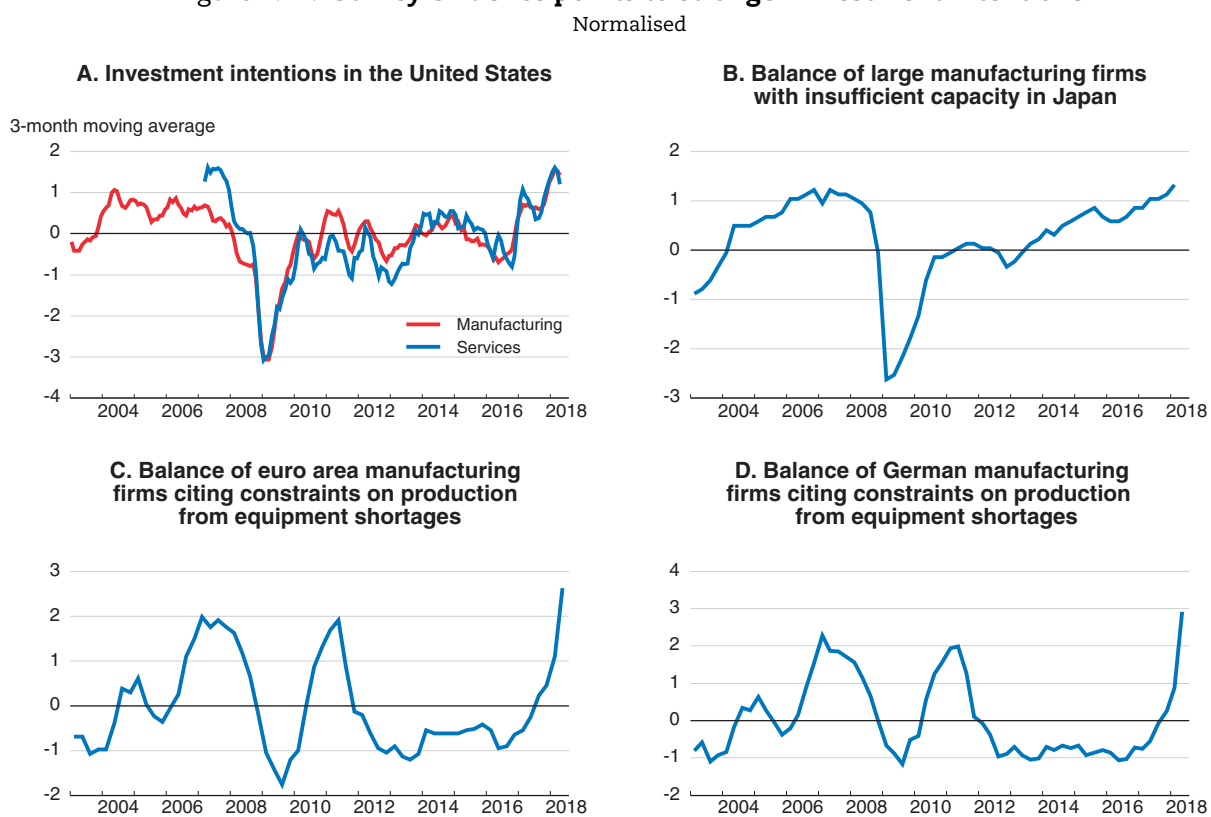 Normalised
A. Investment intentions in the United States
3-month moving average
2
1
0
-1
-2
-3
-4
Manufacturing
Services
2004 2006 2008 2010 2012 2014 2016 2018
B. Balance of large manufacturing firms
with insufficient capacity in Japan
2
1
0
-1
-2
-3
2004 2006 2008 2010 2012 2014 2016 2018
C. Balance of euro area manufacturing
firms citing constraints on production
from equipment shortages
3
2
1
0
-1
-2
2004 2006 2008 2010 2012 2014 2016 2018
D. Balance of German manufacturing
firms citing constraints on production
from equipment shortages
4
3
2
1
0
-1
-2
2004 2006 2008 2010 2012 2014 2016 2018